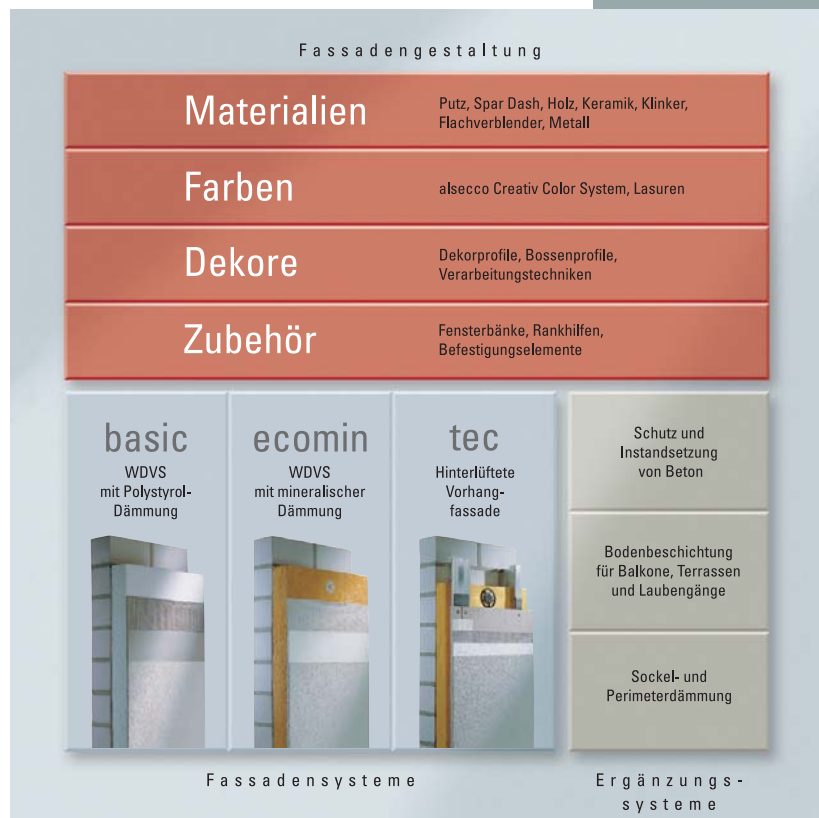 Fassadengestaltung
Materialien
Putz, Spar Dash, Holz, Keramik, Klinker,
Flachverblender, Metall
Farben
alsecco Creativ Color System, Lasuren
Dekore
Dekorprofile, Bossenprofile,
Verarbeitungstechniken
Zubehör
Fensterbänke, Rankhilfen,
Befestigungselemente
basic
WDVS
mit Polystyrol-
Dämmung
ecomin
WDVS
mit mineralischer
Dämmung
tec
Hinterlüftete
Vorhang-
fassade
Schutz und
Instandsetzung
von Beton
Bodenbeschichtung
für Balkone, Terrassen
und Laubengänge
Sockel- und
Perimeterdämmung
Fassadensysteme
Ergänzungs-
systeme